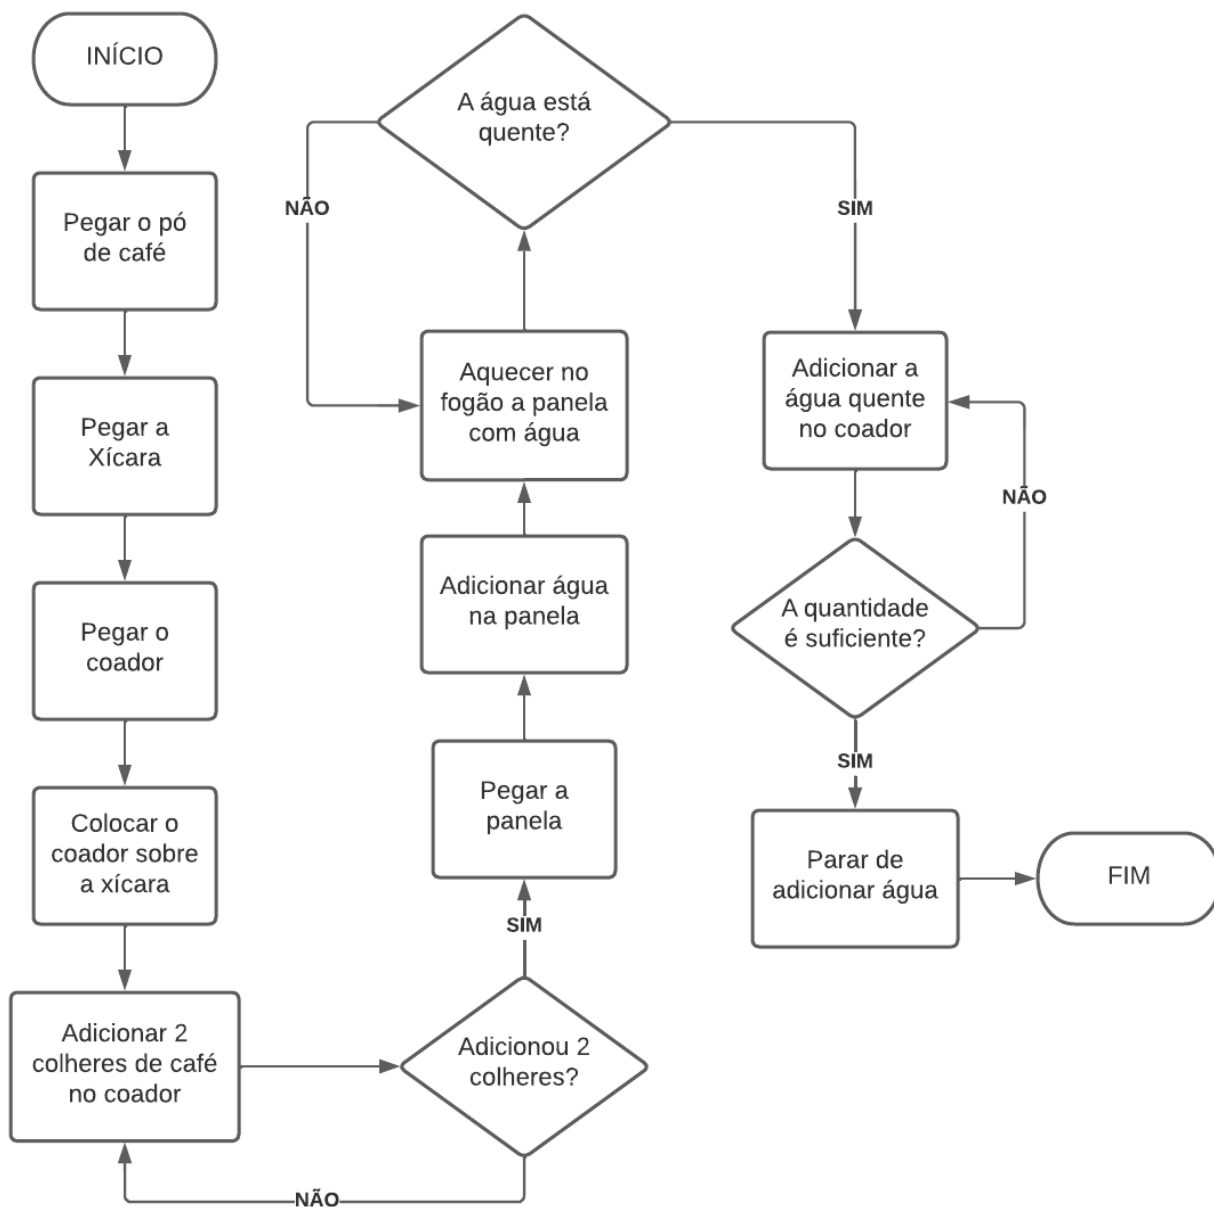 INÍCIO
Pegar o pó
de café
Pegar a
Xícara
Pegar o
coador
Colocar o
coador sobre
a xícara
Adicionar 2
colheres de café
no coador
Adicionou 2
colheres?
NÃO
SIM
Pegar a
panela
Adicionar água
na panela
Aquecer no
fogão a panela
com água
A água está
quente?
NÃO
SIM
Adicionar a
água quente
no coador
A quantidade
é suficiente?
NÃO
SIM
Parar de
adicionar água
FIM